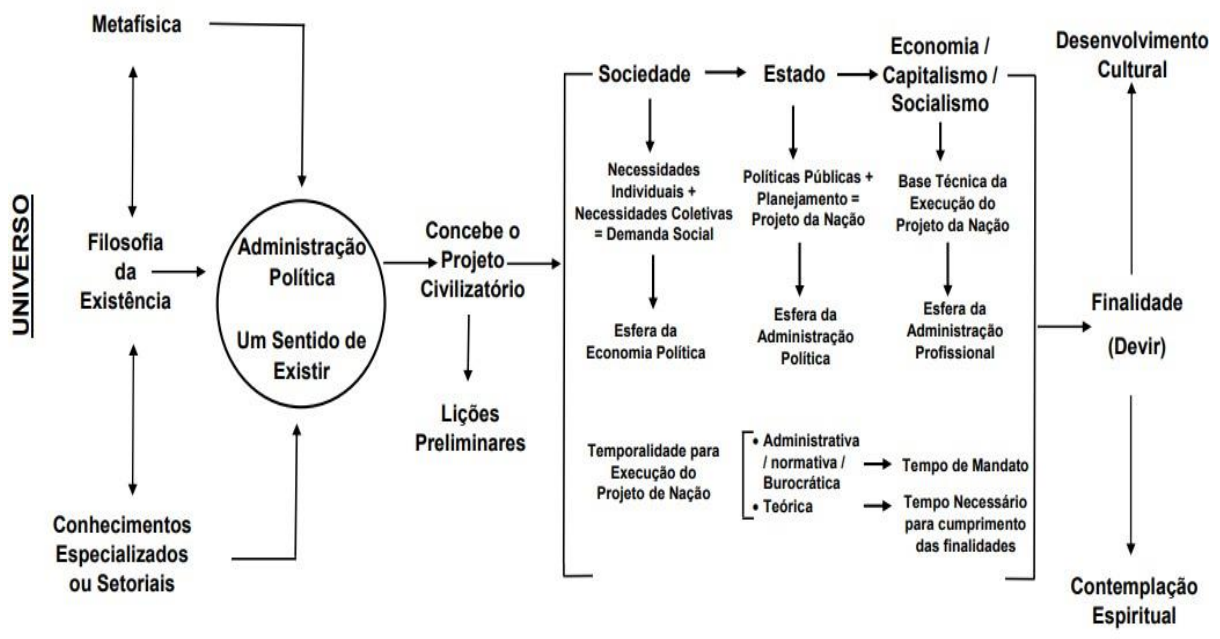 UNIVERSO
Metafísica
Filosofia
da
Existência
Conhecimentos
Especializados
ou Setoriais
Administração
Política
Um Sentido de
Existir
Concebe o
Projeto
Civilizatório
Lições
Preliminares
Sociedade
Estado
Economia /
Capitalismo /
Socialismo
Necessidades
Individuais +
Necessidades Coletivas
= Demanda Social
Políticas Públicas +
Planejamento =
Projeto da Nação
Base Técnica da
Execução do
Projeto da Nação
Esfera da
Economia Política
Esfera da
Administração
Política
Esfera da
Administração
Profissional
Temporalidade para
Execução do
Projeto de Nação
• Administrativa
/ normativa /
Burocrática
• Teórica
Tempo de Mandato
Tempo Necessário
para cumprimento
das finalidades
Desenvolvimento
Cultural
Finalidade
(Devir)
Contemplação
Espiritual